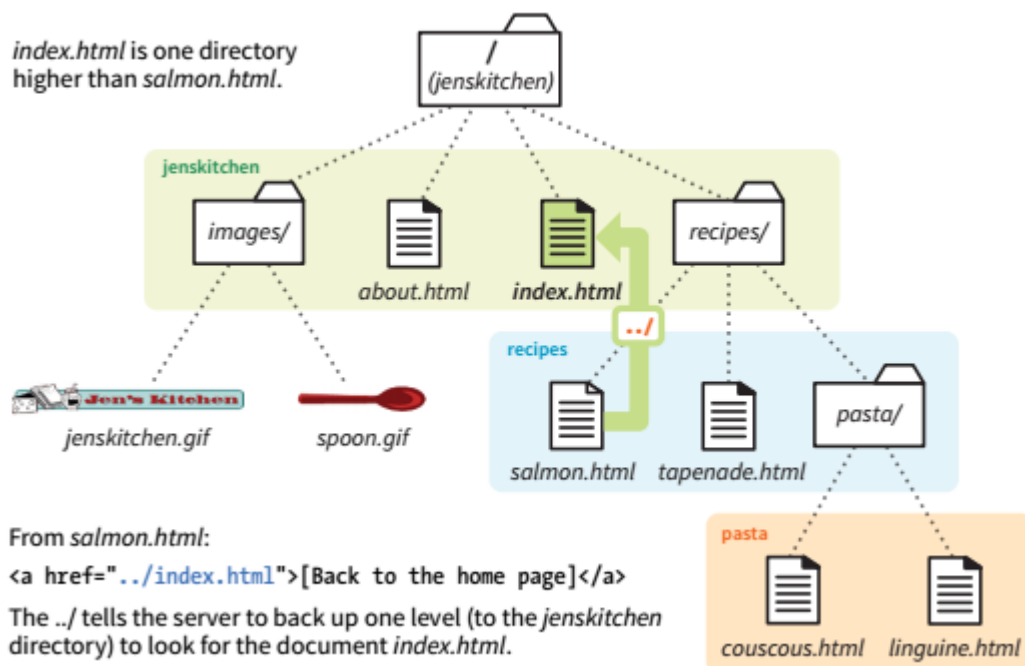 index.html is one directory
higher than salmon.html.
/
(jenskitchen)
jenskitchen
images/
recipes/
about.html
index.html
../
recipes
Jen's Kitchen
pasta/
jenskitchen.gif
spoon.gif
salmon.html
tapenade.html
From salmon.html:
<a href="../index.html">[Back to the home page]</a>
The ../ tells the server to back up one level (to the jenskitchen
directory) to look for the document index.html.
pasta
couscous.html
linguine.html